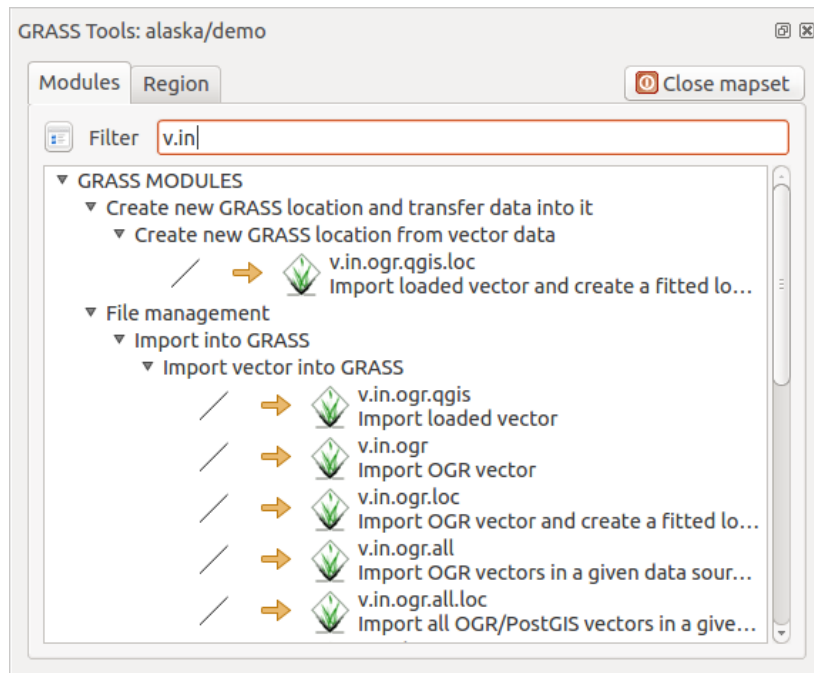 GRASS Tools: alaska/demo
Modules
Region
Close mapset
Filter
v.in
GRASS MODULES
Create new GRASS location and transfer data into it
Create new GRASS location from vector data
v.in.ogr.qgis.loc
Import loaded vector and create a fitted lo...
File management
Import into GRASS
Import vector into GRASS
v.in.ogr.qgis
Import loaded vector
v.in.ogr
Import OGR vector
v.in.ogr.loc
Import OGR vector and create a fitted lo...
v.in.ogr.all
Import OGR vectors in a given data sour...
v.in.ogr.all.loc
Import all OGR/PostGIS vectors in a give...